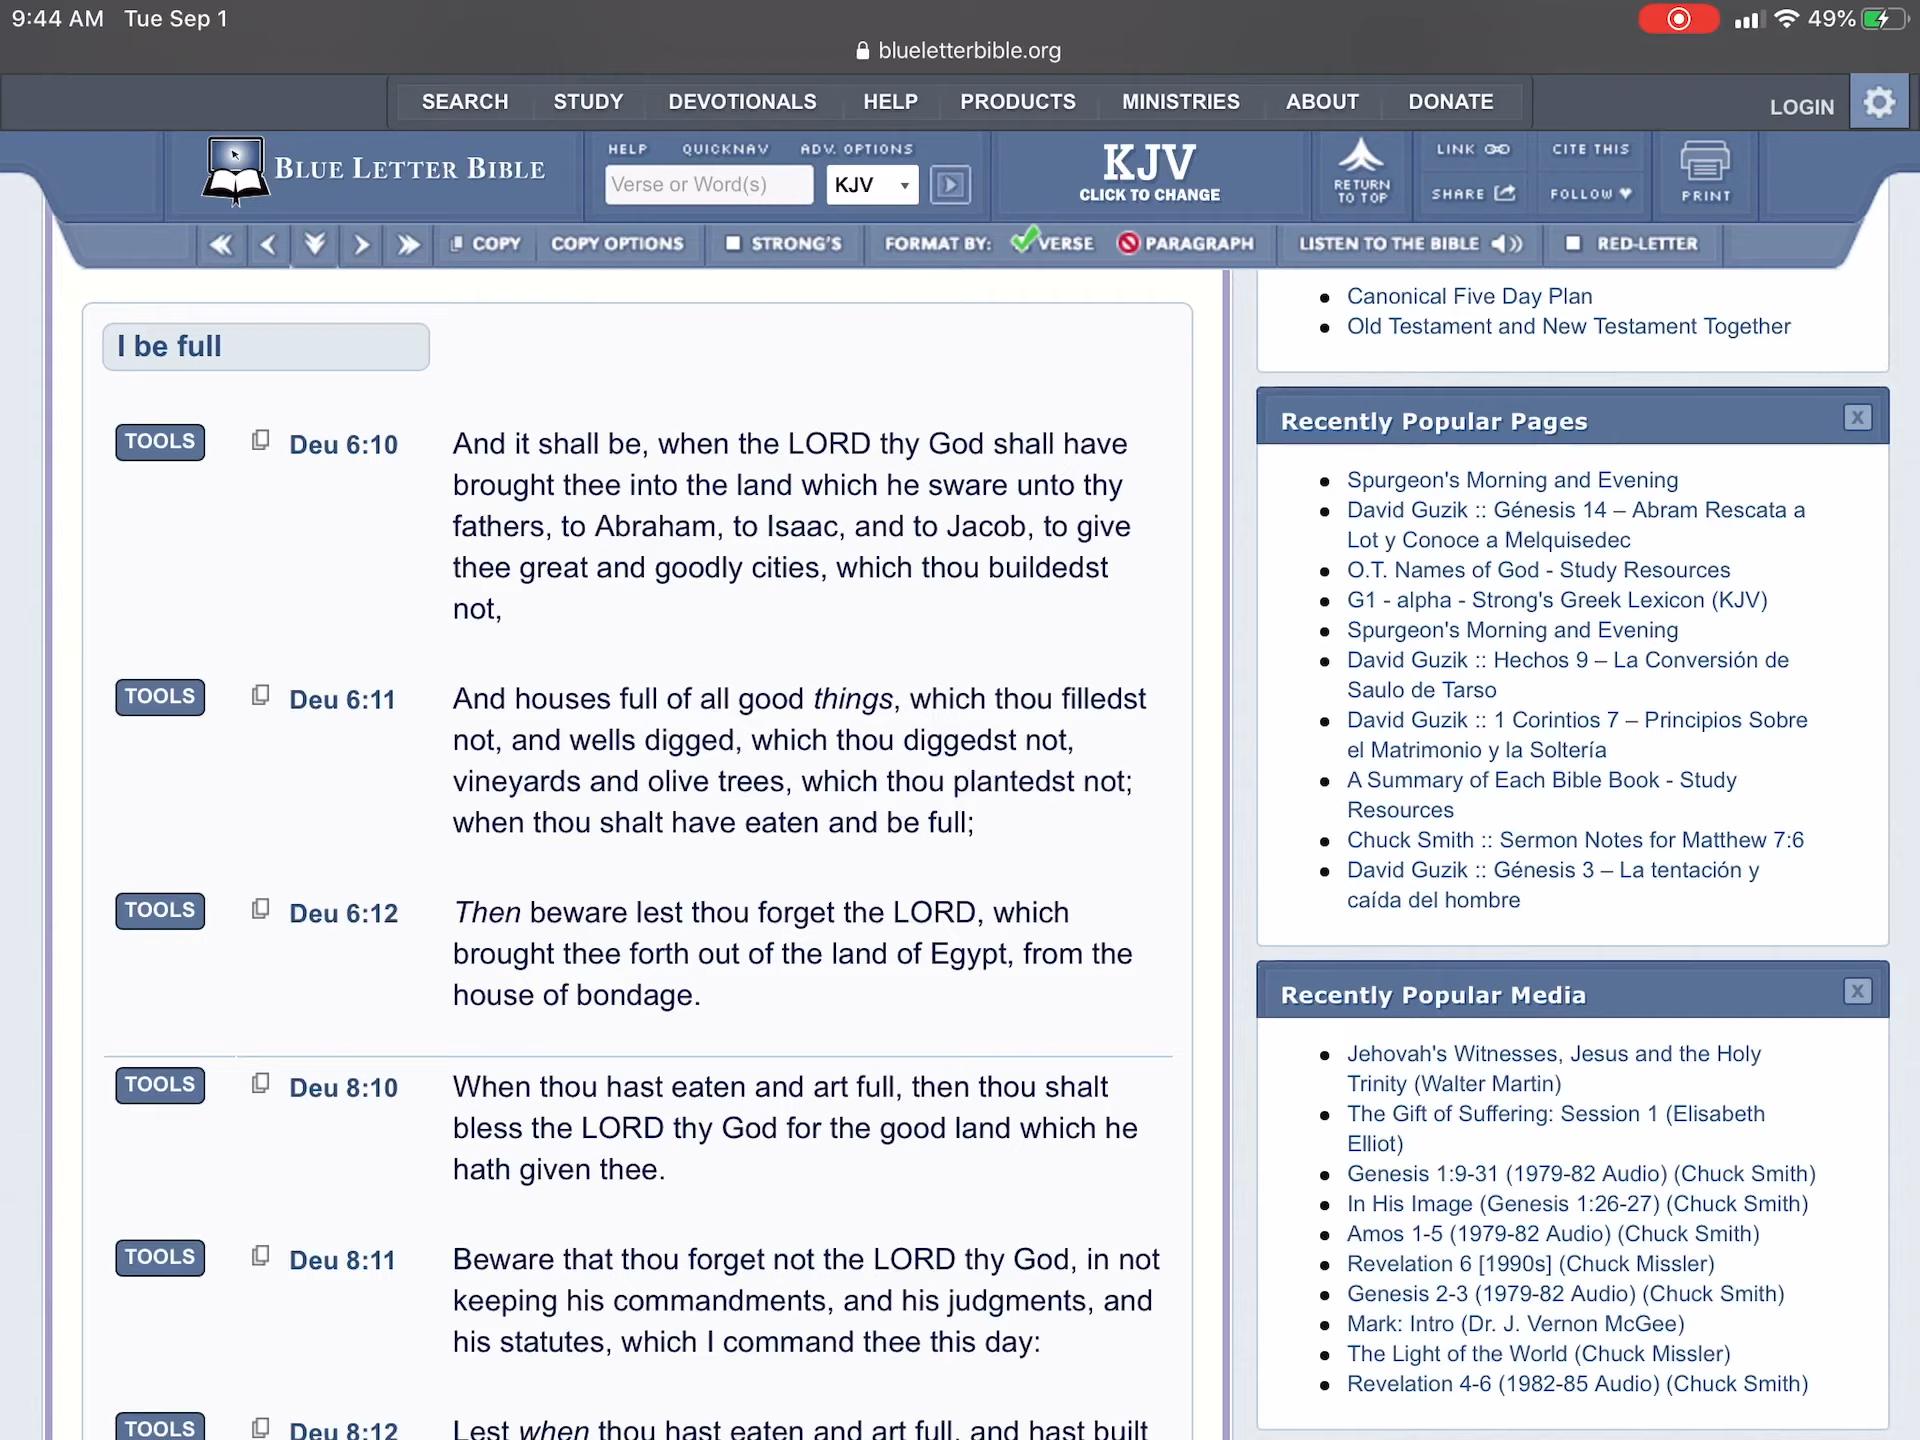 9:44 AM Tue Sep 1
49%
blueletterbible.org
SEARCH STUDY DEVOTIONALS HELP PRODUCTS MINISTRIES ABOUT DONATE
LOGIN
BLUE LETTER BIBLE
HELP QUICKNAV ADV. OPTIONS
Verse or Word(s)
KJV
KJV
CLICK TO CHANGE
RETURN
TO TOP
LINK
SHARE
CITE THIS
FOLLOW
PRINT
COPY COPY OPTIONS STRONG'S FORMAT BY: VERSE PARAGRAPH LISTEN TO THE BIBLE RED-LETTER
I be full
TOOLS Deu 6:10 And it shall be, when the LORD thy God shall have
brought thee into the land which he sware unto thy
fathers, to Abraham, to Isaac, and to Jacob, to give
thee great and goodly cities, which thou buildedst
not,
TOOLS Deu 6:11 And houses full of all good things, which thou filledst
not, and wells digged, which thou diggedst not,
vineyards and olive trees, which thou plantedst not;
when thou shalt have eaten and be full;
TOOLS Deu 6:12 Then beware lest thou forget the LORD, which
brought thee forth out of the land of Egypt, from the
house of bondage.
TOOLS Deu 8:10 When thou hast eaten and art full, then thou shalt
bless the LORD thy God for the good land which he
hath given thee.
TOOLS Deu 8:11 Beware that thou forget not the LORD thy God, in not
keeping his commandments, and his judgments, and
his statutes, which I command thee this day:
TOOLS Deu 8:12 Lest when thou hast eaten and art full, and hast built
Canonical Five Day Plan
Old Testament and New Testament Together
Recently Popular Pages X
Spurgeon's Morning and Evening
David Guzik :: Génesis 14 – Abram Rescata a
Lot y Conoce a Melquisedec
O.T. Names of God - Study Resources
G1 - alpha - Strong's Greek Lexicon (KJV)
Spurgeon's Morning and Evening
David Guzik :: Hechos 9 – La Conversión de
Saulo de Tarso
David Guzik :: 1 Corintios 7 – Principios Sobre
el Matrimonio y la Soltería
A Summary of Each Bible Book - Study
Resources
Chuck Smith :: Sermon Notes for Matthew 7:6
David Guzik :: Génesis 3 – La tentación y
caída del hombre
Recently Popular Media X
Jehovah's Witnesses, Jesus and the Holy
Trinity (Walter Martin)
The Gift of Suffering: Session 1 (Elisabeth
Elliot)
Genesis 1:9-31 (1979-82 Audio) (Chuck Smith)
In His Image (Genesis 1:26-27) (Chuck Smith)
Amos 1-5 (1979-82 Audio) (Chuck Smith)
Revelation 6 [1990s] (Chuck Missler)
Genesis 2-3 (1979-82 Audio) (Chuck Smith)
Mark: Intro (Dr. J. Vernon McGee)
The Light of the World (Chuck Missler)
Revelation 4-6 (1982-85 Audio) (Chuck Smith)